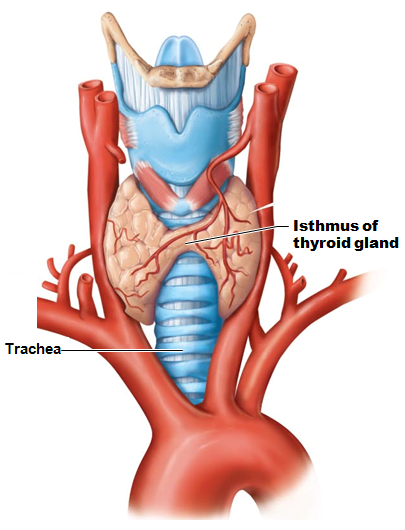 Isthmus of
thyroid gland
Trachea